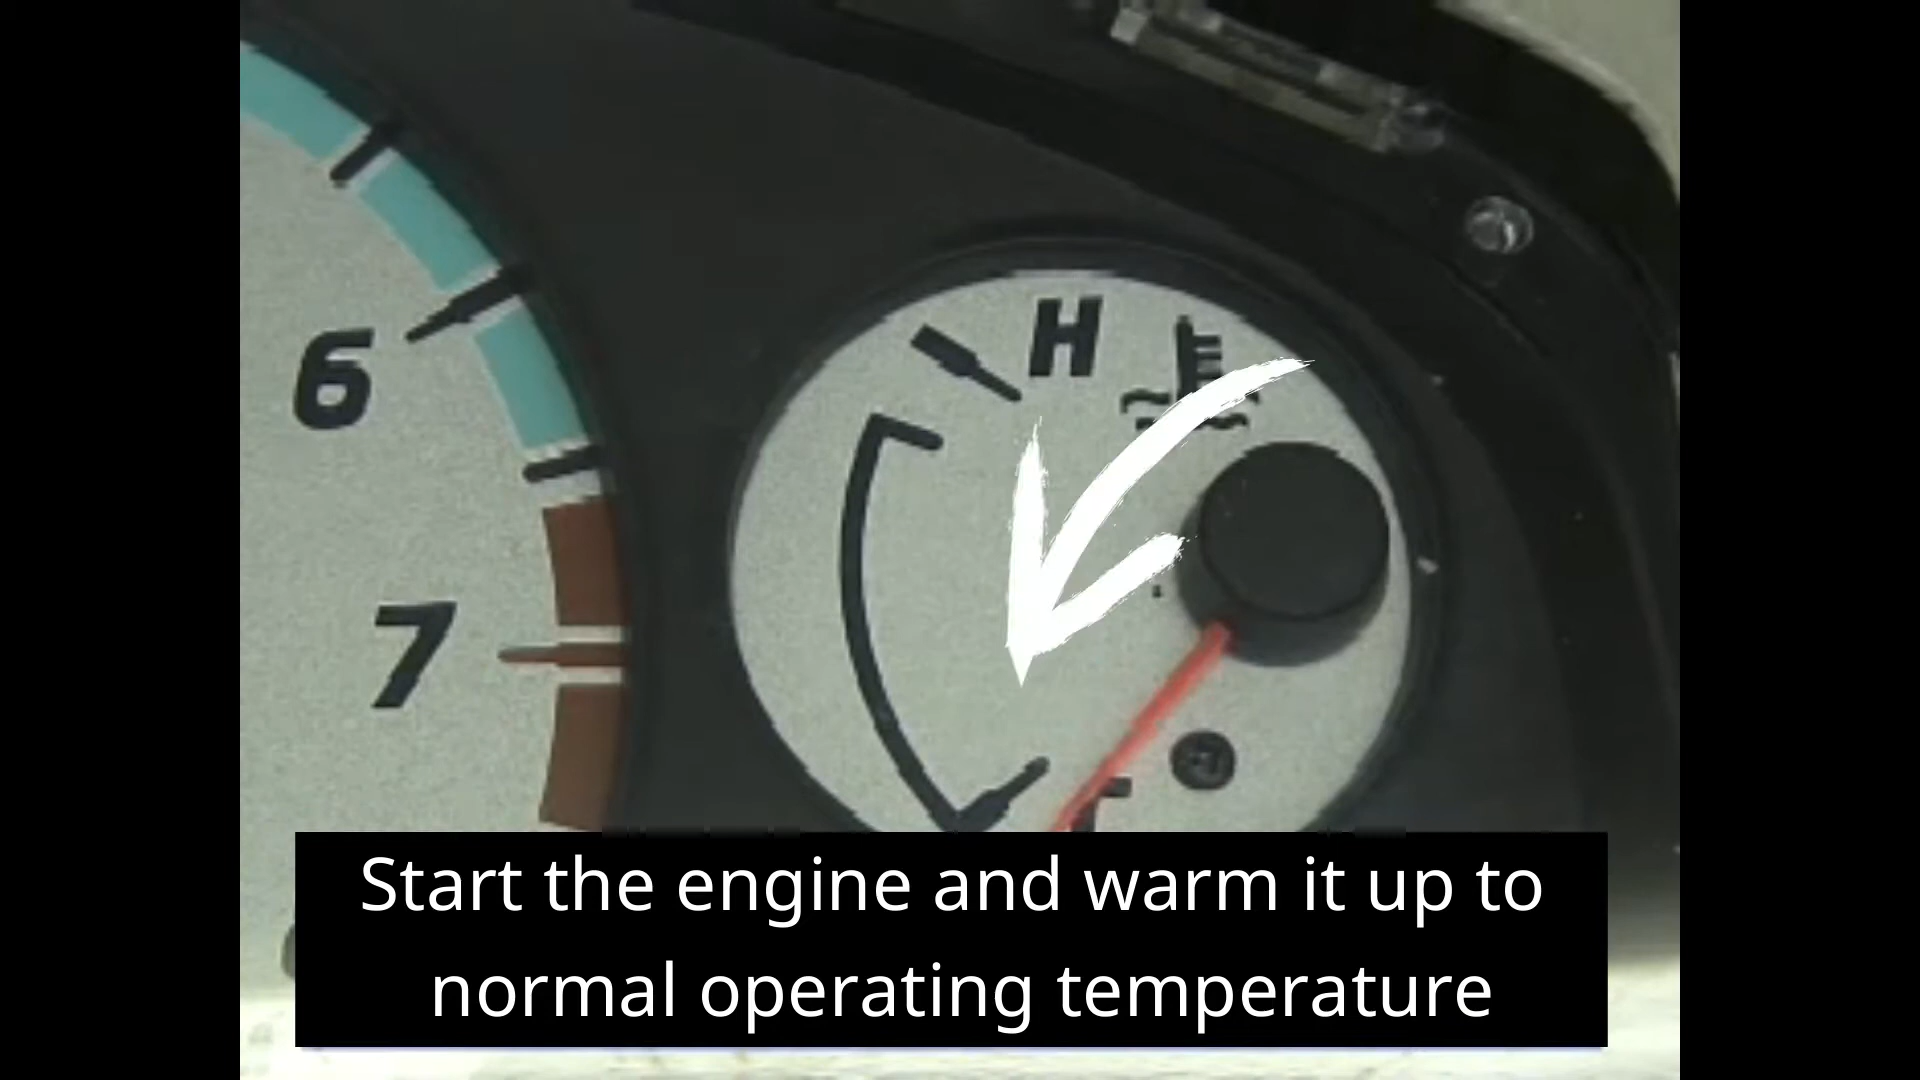 H
6
7
Start the engine and warm it up to
normal operating temperature